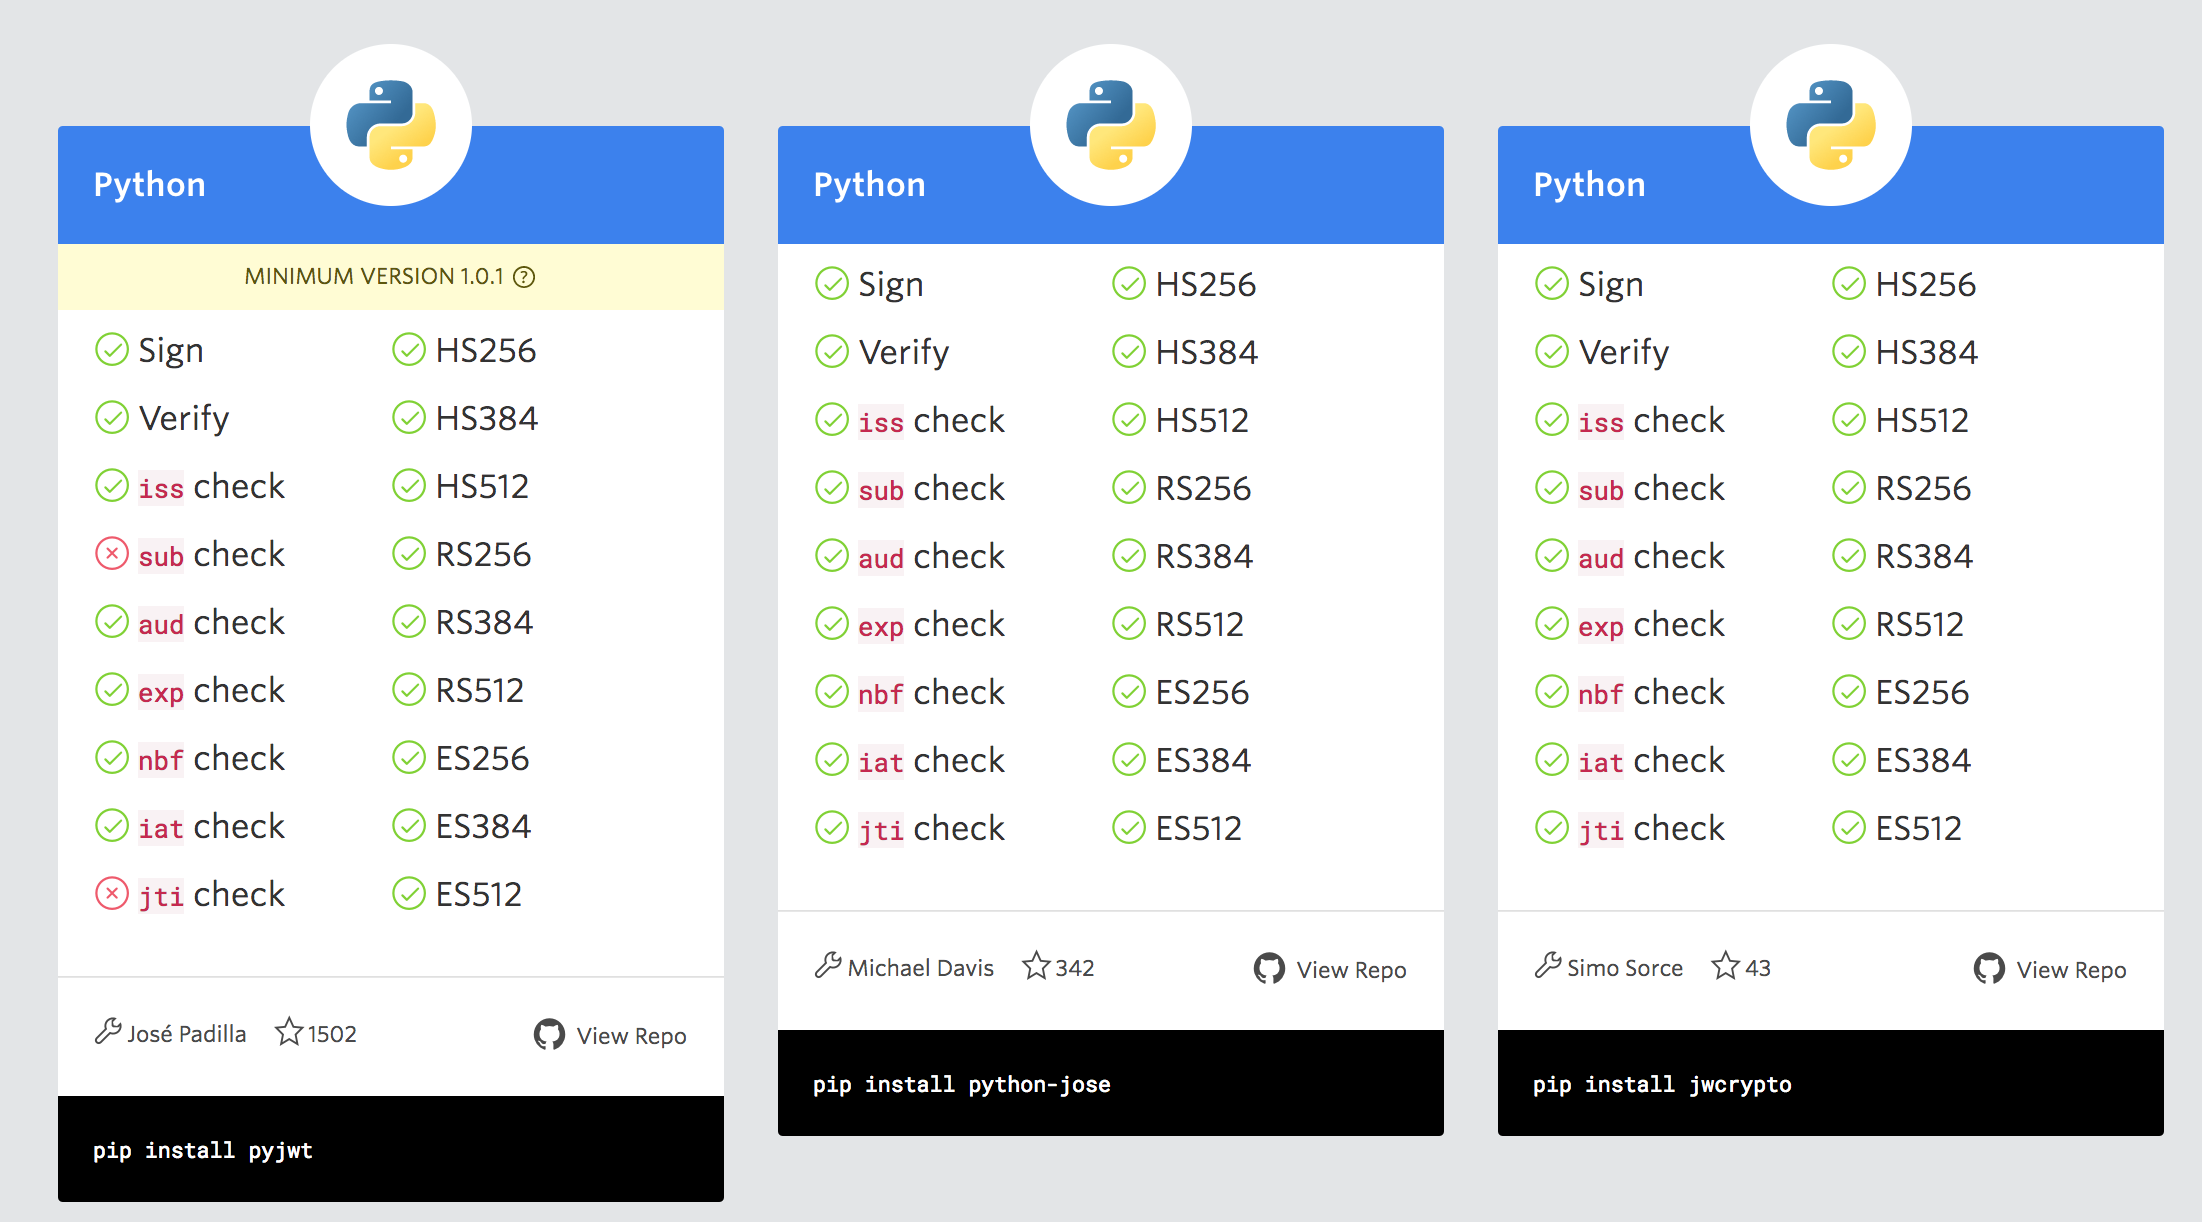 Python
MINIMUM VERSION 1.0.1 ?
Sign
HS256
Verify
HS384
iss check
HS512
sub check
RS256
aud check
RS384
exp check
RS512
nbf check
ES256
iat check
ES384
jti check
ES512
José Padilla 1502 View Repo
pip install pyjwt
Python
Sign
HS256
Verify
HS384
iss check
HS512
sub check
RS256
aud check
RS384
exp check
RS512
nbf check
ES256
iat check
ES384
jti check
ES512
Michael Davis 342 View Repo
pip install python-jose
Python
Sign
HS256
Verify
HS384
iss check
HS512
sub check
RS256
aud check
RS384
exp check
RS512
nbf check
ES256
iat check
ES384
jti check
ES512
Simo Sorce 43 View Repo
pip install jwcrypto